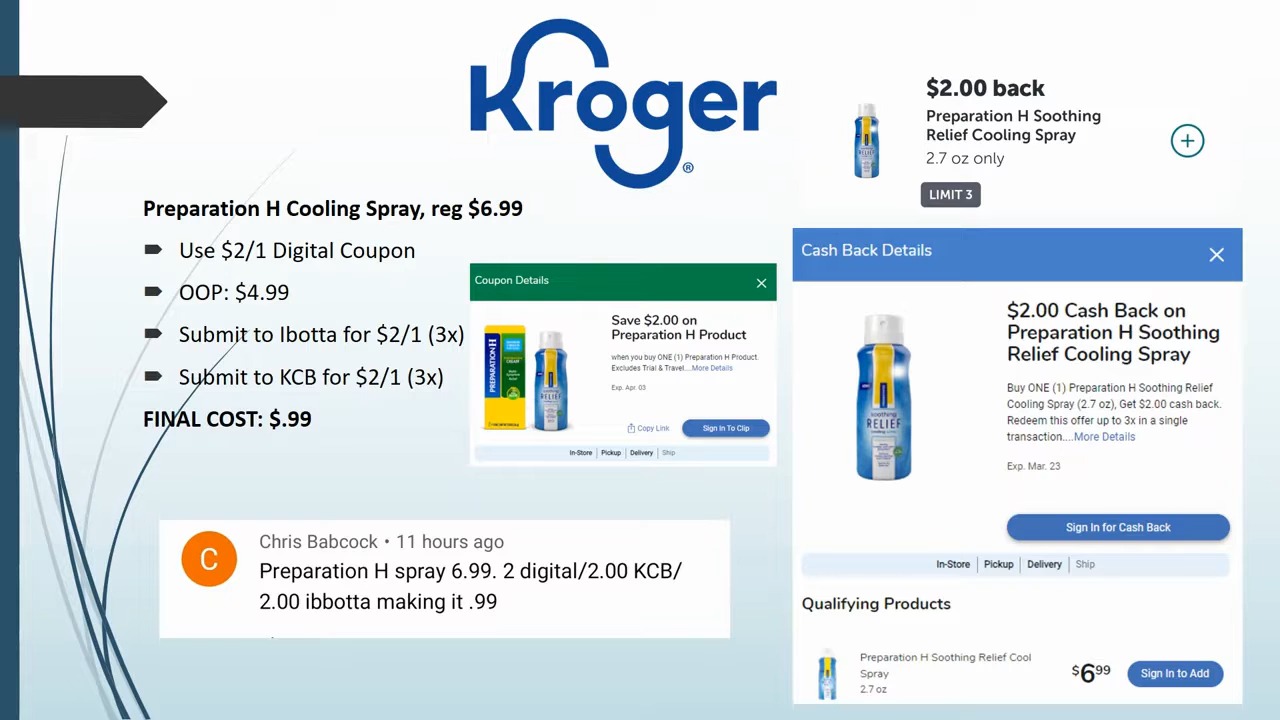 Kroger
®
$2.00 back
Preparation H Soothing
Relief Cooling Spray
2.7 oz only
LIMIT 3
Preparation H Cooling Spray, reg $6.99
Use $2/1 Digital Coupon
OOP: $4.99
Submit to Ibotta for $2/1 (3x)
Submit to KCB for $2/1 (3x)
FINAL COST: $.99
Coupon Details
Save $2.00 on
Preparation H Product
when you buy ONE (1) Preparation H Product.
Excludes Trial & Travel....More Details
Exp. Apr. 03
Copy Link
Sign In To Clip
In-Store | Pickup | Delivery | Ship
PREPARATION H
soothing
RELIEF
Cash Back Details
$2.00 Cash Back on
Preparation H Soothing
Relief Cooling Spray
Buy ONE (1) Preparation H Soothing Relief
Cooling Spray (2.7 oz), Get $2.00 cash back.
Redeem this offer up to 3x in a single
transaction....More Details
Exp. Mar. 23
Sign In for Cash Back
In-Store | Pickup | Delivery | Ship
Qualifying Products
Preparation H Soothing Relief Cool
Spray
2.7 oz
$6.99
Sign In to Add
C
Chris Babcock • 11 hours ago
Preparation H spray 6.99. 2 digital/2.00 KCB/
2.00 ibbotta making it .99